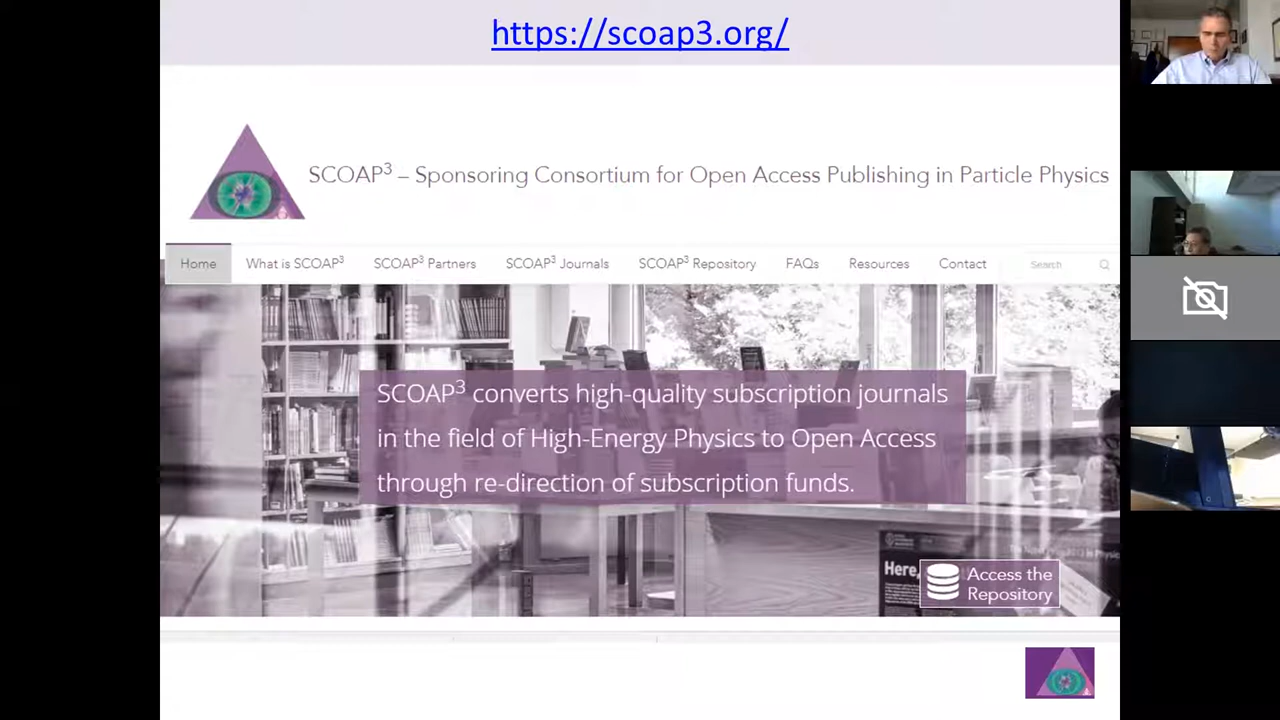 https://scoap3.org/
SCOAP³ – Sponsoring Consortium for Open Access Publishing in Particle Physics
Home What is SCOAP³ SCOAP³ Partners SCOAP³ Journals SCOAP³ Repository FAQs Resources Contact Search
SCOAP³ converts high-quality subscription journals
in the field of High-Energy Physics to Open Access
through re-direction of subscription funds.
Here,
Access the
Repository